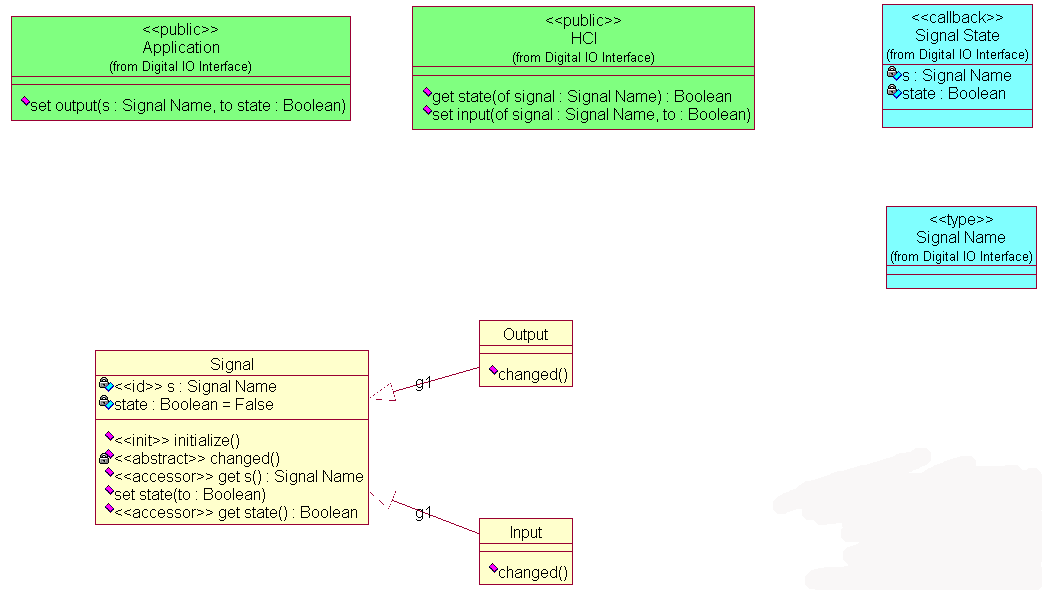 <<public>>
Application
(from Digital IO Interface)
set output(s : Signal Name, to state : Boolean)
<<public>>
HCI
(from Digital IO Interface)
get state(of signal : Signal Name) : Boolean
set input(of signal : Signal Name, to : Boolean)
<<callback>>
Signal State
(from Digital IO Interface)
s : Signal Name
state : Boolean
<<type>>
Signal Name
(from Digital IO Interface)
Signal
<<id>> s : Signal Name
state : Boolean = False
<<init>> initialize()
<<abstract>> changed()
<<accessor>> get s() : Signal Name
set state(to : Boolean)
<<accessor>> get state() : Boolean
g1
Output
changed()
g1
Input
changed()